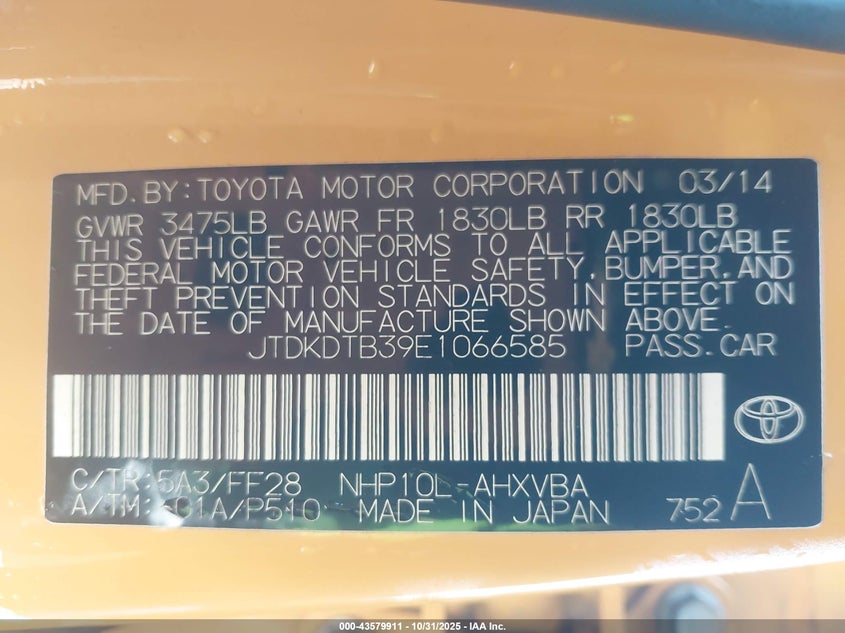 MFD.BY:TOYOTA MOTOR CORPORATION 03/14
GVWR 3475LB GAWR FR 1830LB RR 1830LB
THIS VEHICLE CONFORMS TO ALL APPLICABLE
FEDERAL MOTOR VEHICLE SAFETY,BUMPER,AND
THEFT PREVENTION STANDARDS IN EFFECT ON
THE DATE OF MANUFACTURE SHOWN ABOVE.
JTDKDTB39E1066585 PASS.CAR
C/TR:5A3/FF28 NHP10L-AHXVBA
A/TM: /P510 MADE IN JAPAN 752 A
000-43579911 - 10/31/2025 - IAA Inc.